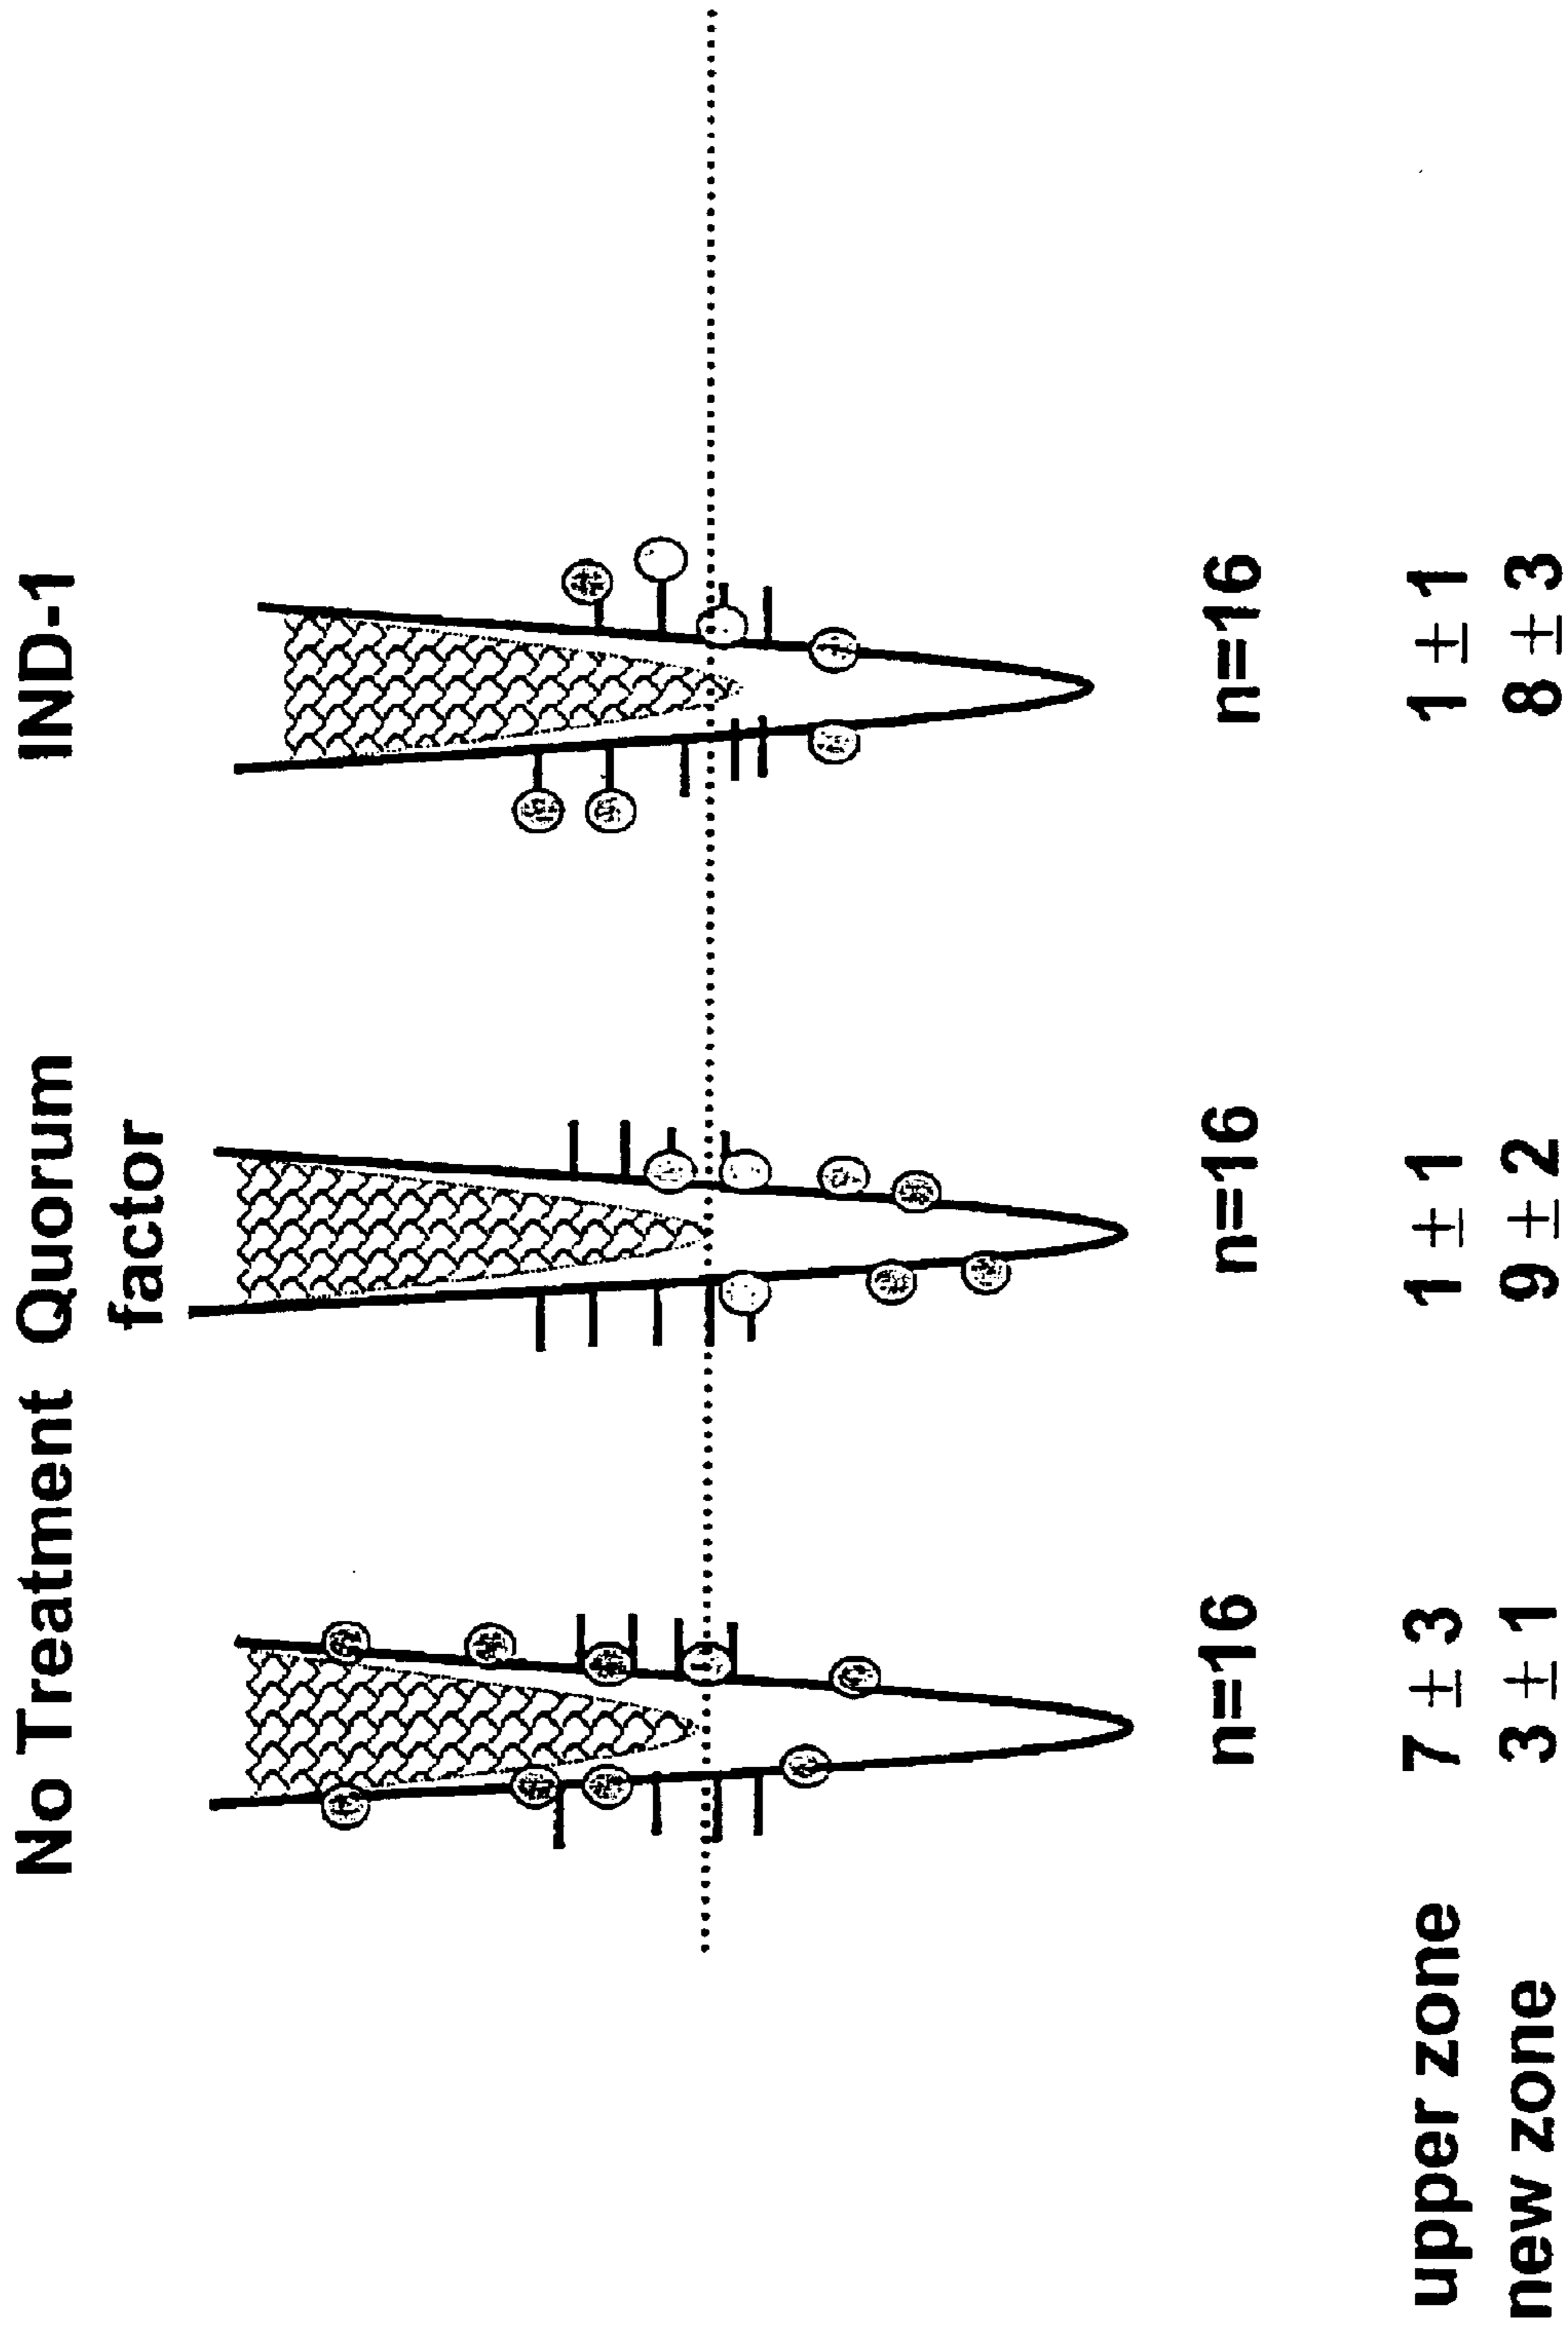 No Treatment Quorum factor IND-1
n=16 n=16 n=16
upper zone 7 ± 3 1 ± 1 1 ± 1
new zone 3 ± 1 9 ± 2 8 ± 3